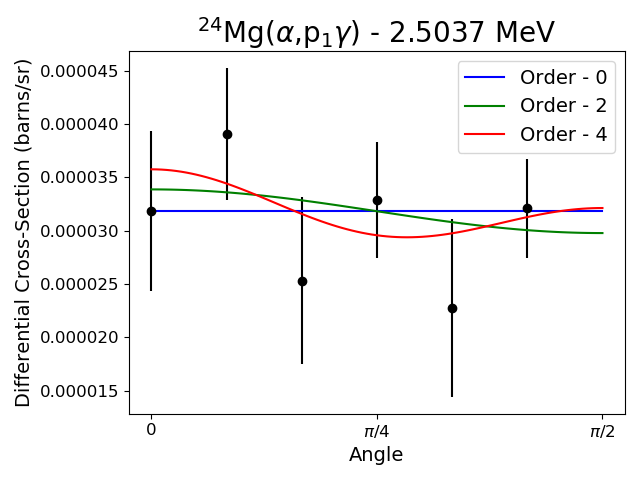 ²⁴Mg(α,p₁γ) - 2.5037 MeV
Differential Cross-Section (barns/sr)
0.000045
0.000040
0.000035
0.000030
0.000025
0.000020
0.000015
Order - 0
Order - 2
Order - 4
0
π/4
π/2
Angle